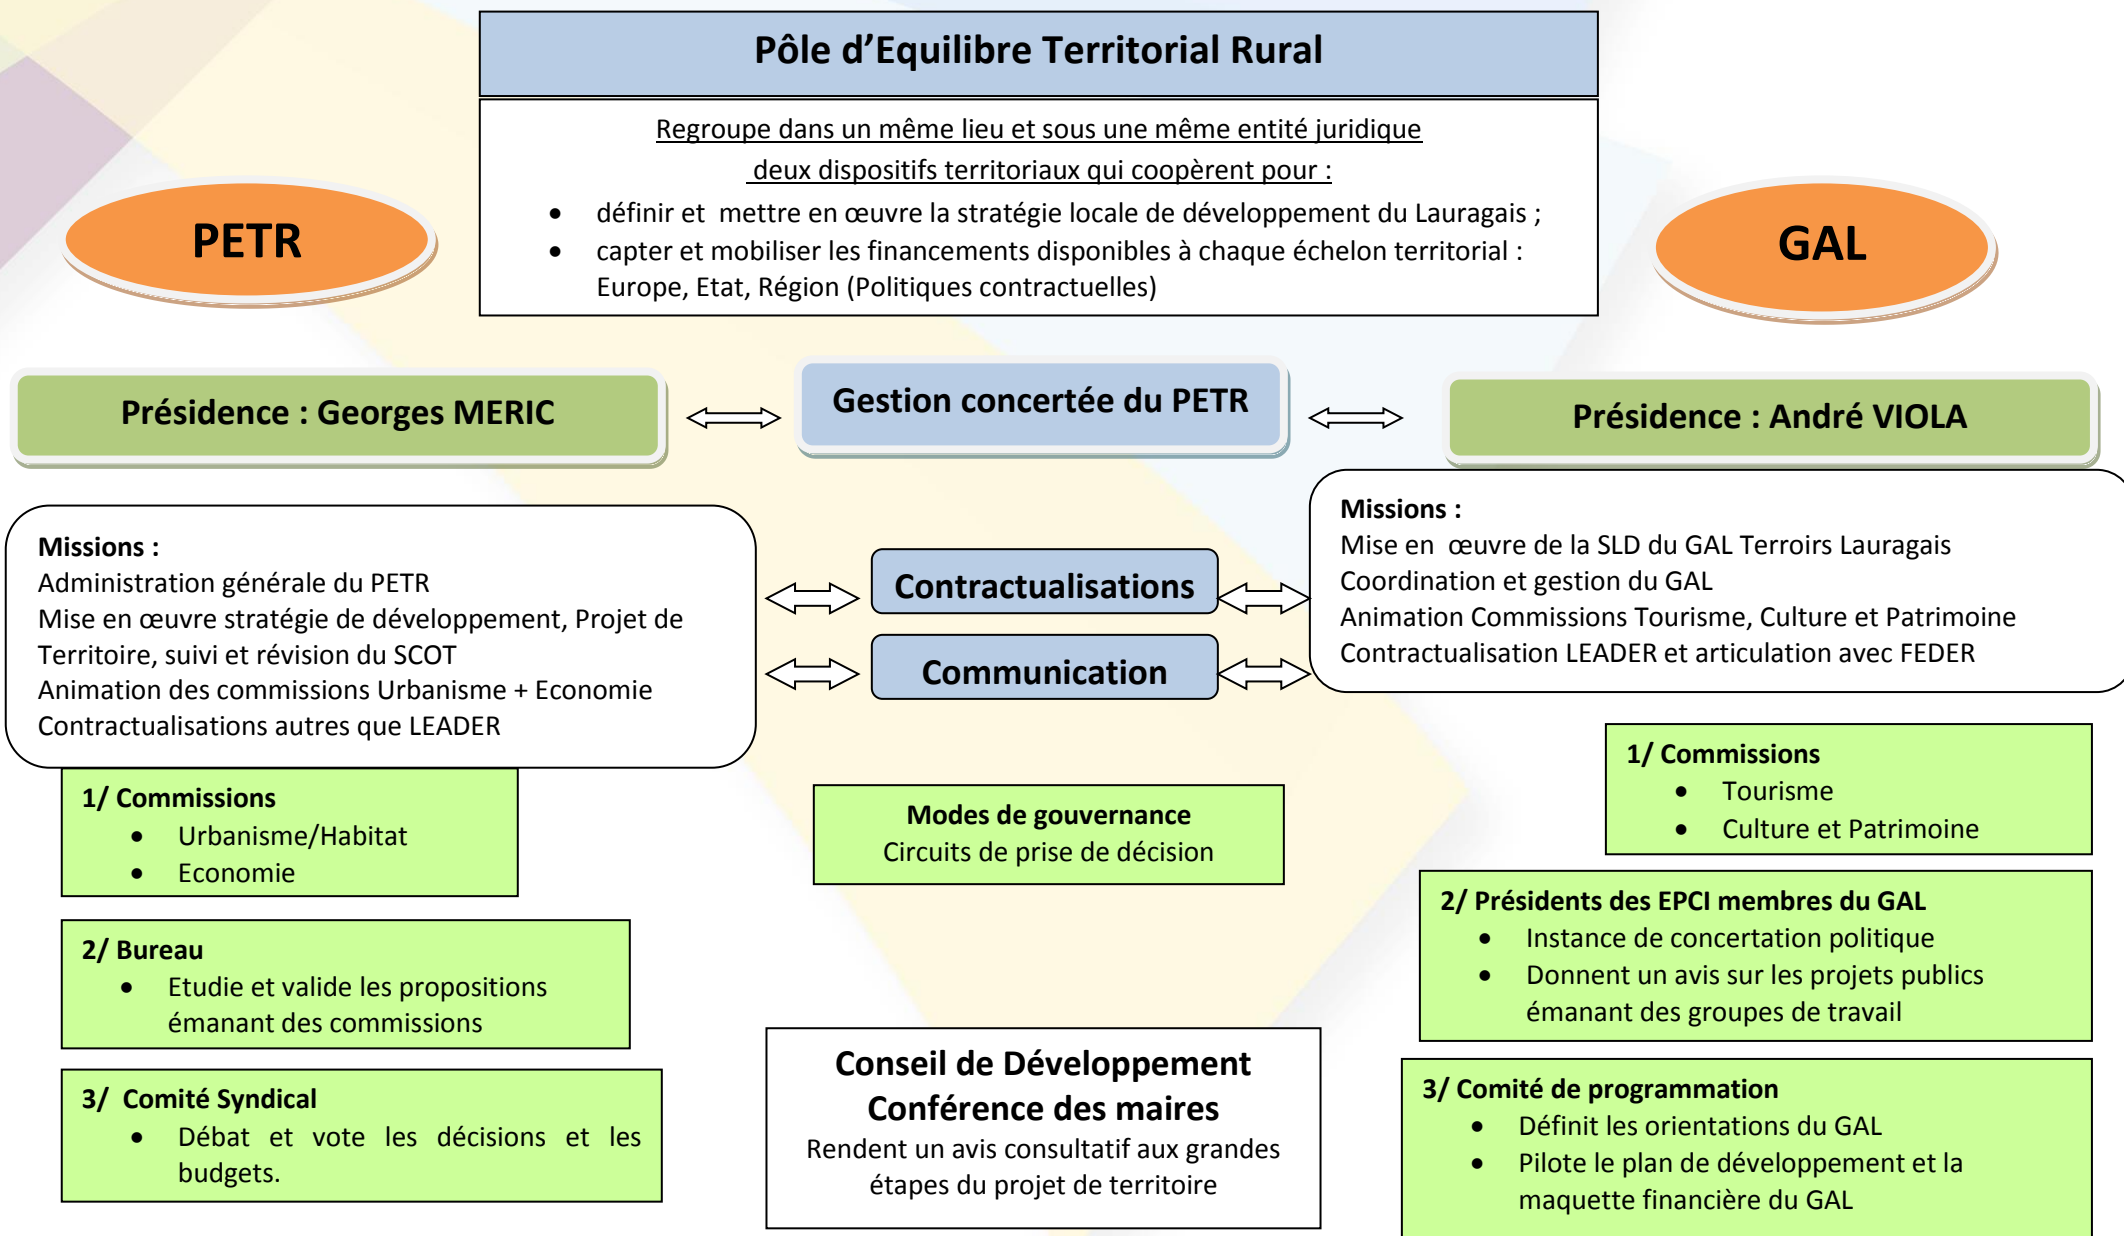 Pôle d'Equilibre Territorial Rural
Regroupe dans un même lieu et sous une même entité juridique
deux dispositifs territoriaux qui coopèrent pour :
• définir et mettre en œuvre la stratégie locale de développement du Lauragais ;
• capter et mobiliser les financements disponibles à chaque échelon territorial :
Europe, Etat, Région (Politiques contractuelles)
PETR
GAL
Présidence : Georges MERIC
Gestion concertée du PETR
Présidence : André VIOLA
Missions :
Administration générale du PETR
Mise en œuvre stratégie de développement, Projet de
Territoire, suivi et révision du SCOT
Animation des commissions Urbanisme + Economie
Contractualisations autres que LEADER
Contractualisations
Communication
Missions :
Mise en œuvre de la SLD du GAL Terroirs Lauragais
Coordination et gestion du GAL
Animation Commissions Tourisme, Culture et Patrimoine
Contractualisation LEADER et articulation avec FEDER
1/ Commissions
• Urbanisme/Habitat
• Economie
2/ Bureau
• Etudie et valide les propositions
émanant des commissions
3/ Comité Syndical
• Débat et vote les décisions et les
budgets.
Modes de gouvernance
Circuits de prise de décision
Conseil de Développement
Conférence des maires
Rendent un avis consultatif aux grandes
étapes du projet de territoire
1/ Commissions
• Tourisme
• Culture et Patrimoine
2/ Présidents des EPCI membres du GAL
• Instance de concertation politique
• Donnent un avis sur les projets publics
émanant des groupes de travail
3/ Comité de programmation
• Définit les orientations du GAL
• Pilote le plan de développement et la
maquette financière du GAL